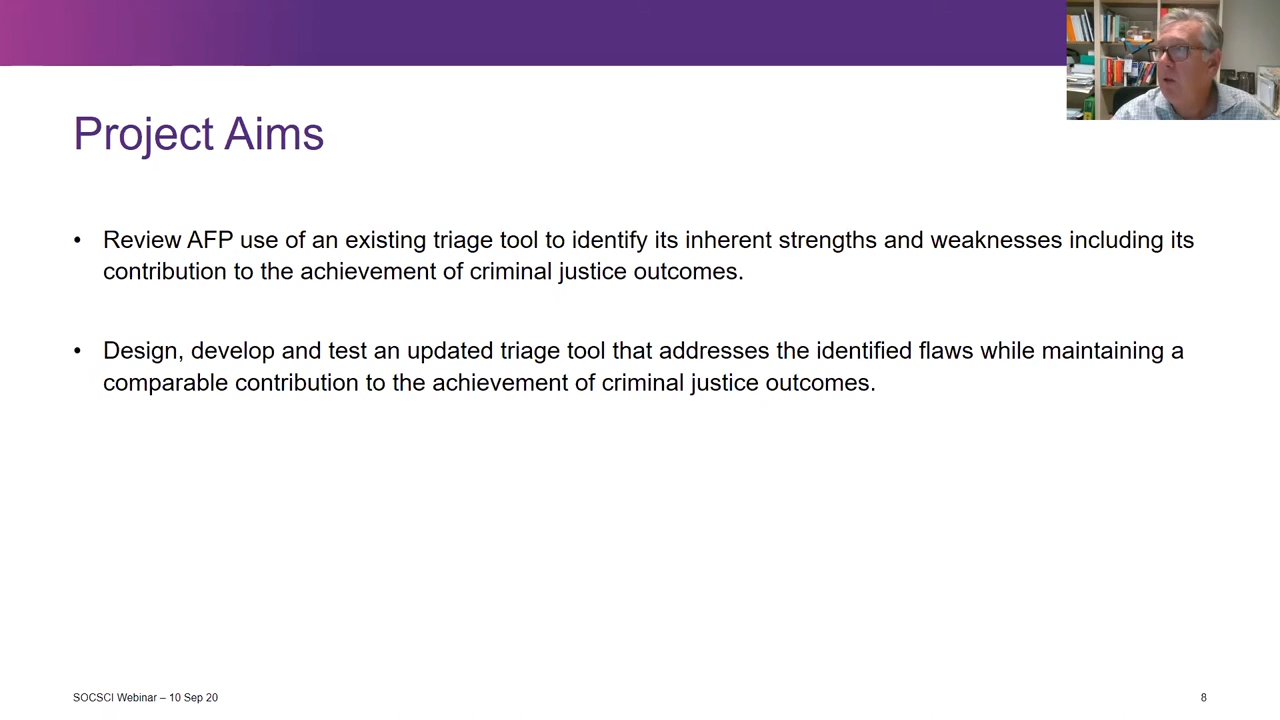 Project Aims
• Review AFP use of an existing triage tool to identify its inherent strengths and weaknesses including its
contribution to the achievement of criminal justice outcomes.
• Design, develop and test an updated triage tool that addresses the identified flaws while maintaining a
comparable contribution to the achievement of criminal justice outcomes.
SOCSCI Webinar – 10 Sep 20
8